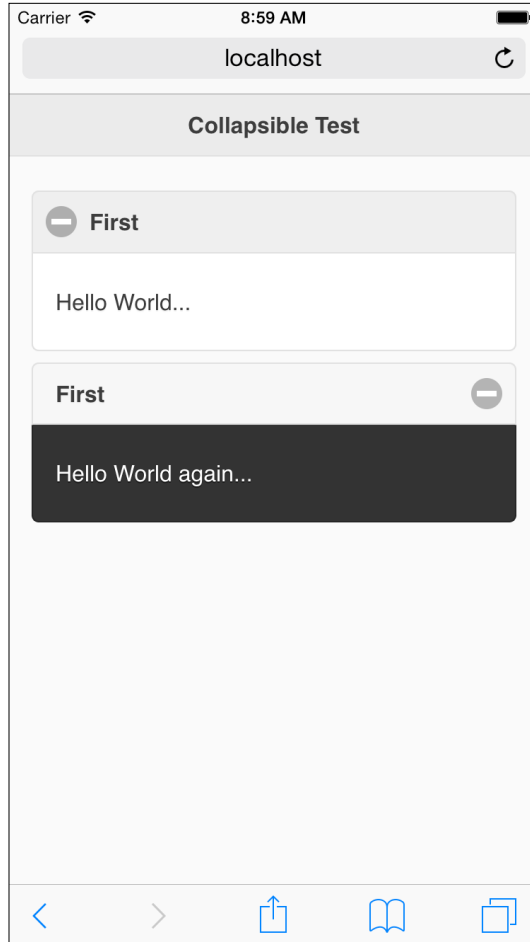 Carrier 8:59 AM
localhost
Collapsible Test
First
Hello World...
First
Hello World again...